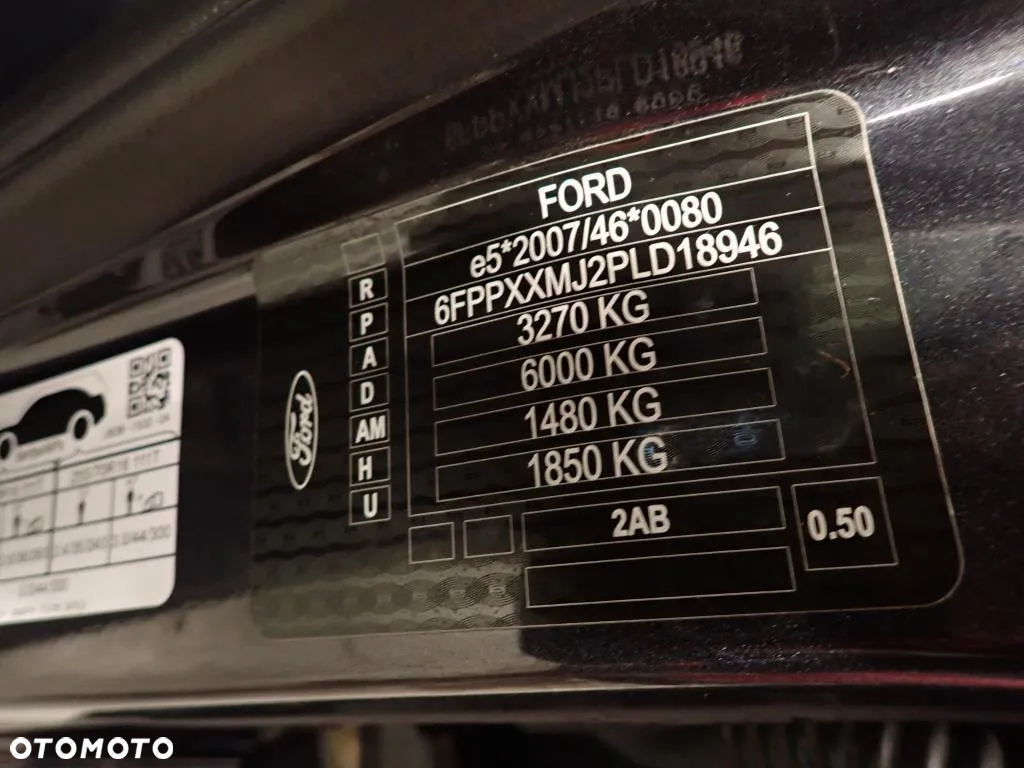 FORD
e5*2007/46*0080
6FPPXXMJ2PLD18946
3270 KG
6000 KG
1480 KG
1850 KG
R
P
A
D
AM
H
U
Ford
2AB
0.50
OTOMOTO